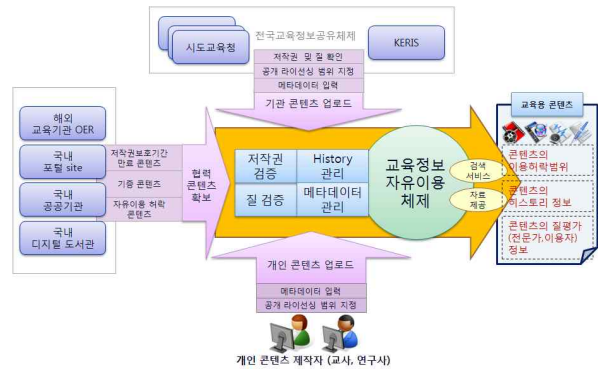 전국교육정보공유체제
시도교육청
KERIS
저작권 및 질 확인
공개 라이선싱 범위 지정
메타데이터 입력
기관 콘텐츠 업로드
해외
교육기관 OER
국내
포털 site
국내
공공기관
국내
디지털 도서관
저작권보호기간
만료 콘텐츠
기증 콘텐츠
자유이용 허락
콘텐츠
협력
콘텐츠
확보
저작권
검증
History
관리
질 검증
메타데이터
관리
교육정보
자유이용
체제
검색
서비스
자료
제공
교육용 콘텐츠
콘텐츠의
이용허락범위
콘텐츠의
히스토리 정보
콘텐츠의 질평가
(전문가,이용자)
정보
개인 콘텐츠 업로드
메타데이터 입력
공개 라이선싱 범위 지정
개인 콘텐츠 제작자 (교사, 연구사)